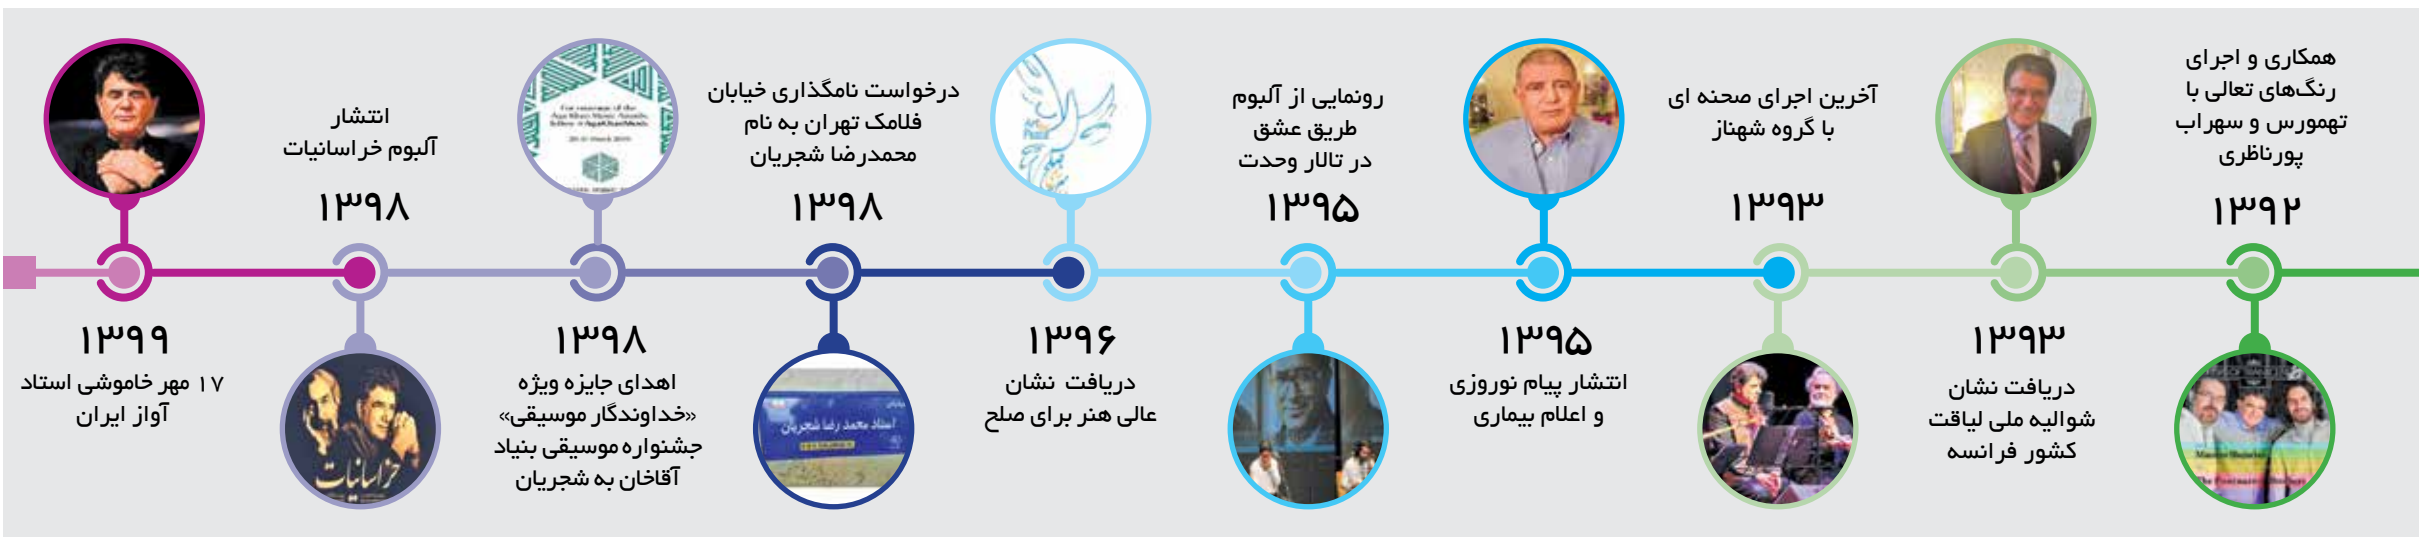 همکاری و اجرای
رنگ‌های تعالی با
تهمورس و سهراب
پورناظری
۱۳۹۲
۱۳۹۳
دریافت نشان
شوالیه ملی لیاقت
کشور فرانسه
آخرین اجرای صحنه ای
با گروه شهناز
۱۳۹۳
۱۳۹۵
انتشار پیام نوروزی
و اعلام بیماری
رونمایی از آلبوم
طریق عشق
در تالار وحدت
۱۳۹۵
۱۳۹۶
دریافت نشان
عالی هنر برای صلح
درخواست نامگذاری خیابان
فلامک تهران به نام
محمدرضا شجریان
۱۳۹۸
استاد محمد رضا شجریان
۱۳۹۸
اهدای جایزه ویژه
«خداوندگار موسیقی»
جشنواره موسیقی بنیاد
آقاخان به شجریان
انتشار
آلبوم خراسانیات
۱۳۹۸
خراسانیات
۱۳۹۹
۱۷ مهر خاموشی استاد
آواز ایران